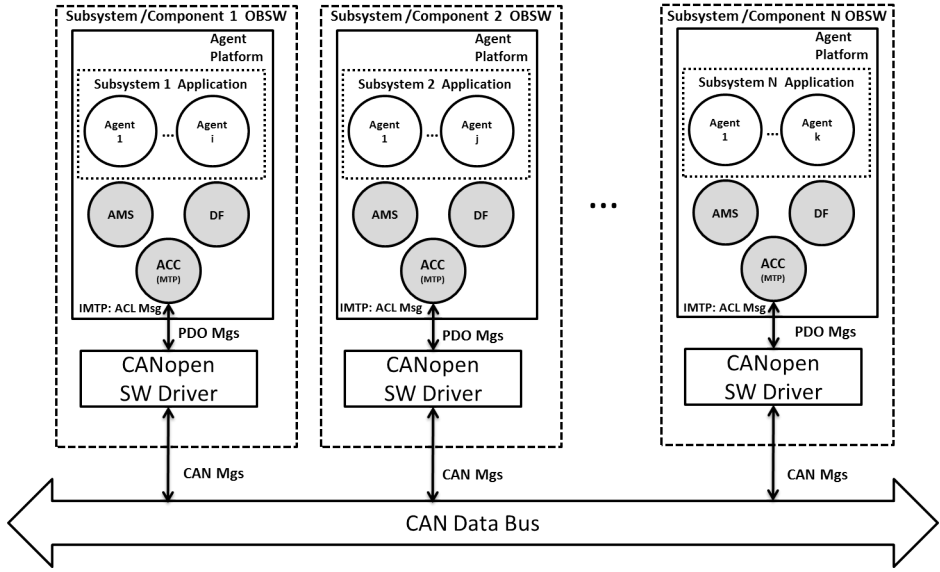 Subsystem /Component 1 OBSW
Agent
Platform
Subsystem 1 Application
Agent
1
...
Agent
i
AMS
DF
ACC
(MTP)
IMTP: ACL Msg
PDO Mgs
CANopen
SW Driver
CAN Mgs
Subsystem /Component 2 OBSW
Agent
Platform
Subsystem 2 Application
Agent
1
...
Agent
j
AMS
DF
ACC
(MTP)
IMTP: ACL Msg
PDO Mgs
CANopen
SW Driver
CAN Mgs
...
Subsystem /Component N OBSW
Agent
Platform
Subsystem N Application
Agent
1
...
Agent
k
AMS
DF
ACC
(MTP)
IMTP: ACL Msg
PDO Mgs
CANopen
SW Driver
CAN Mgs
CAN Data Bus